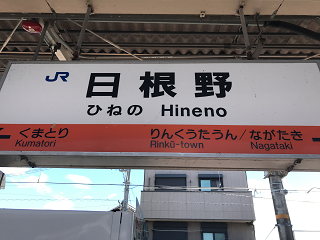 JR 日根野
ひねの Hineno
くまとり りんくうたうん/ながたき
Kumatori Rinkū-town Nagataki